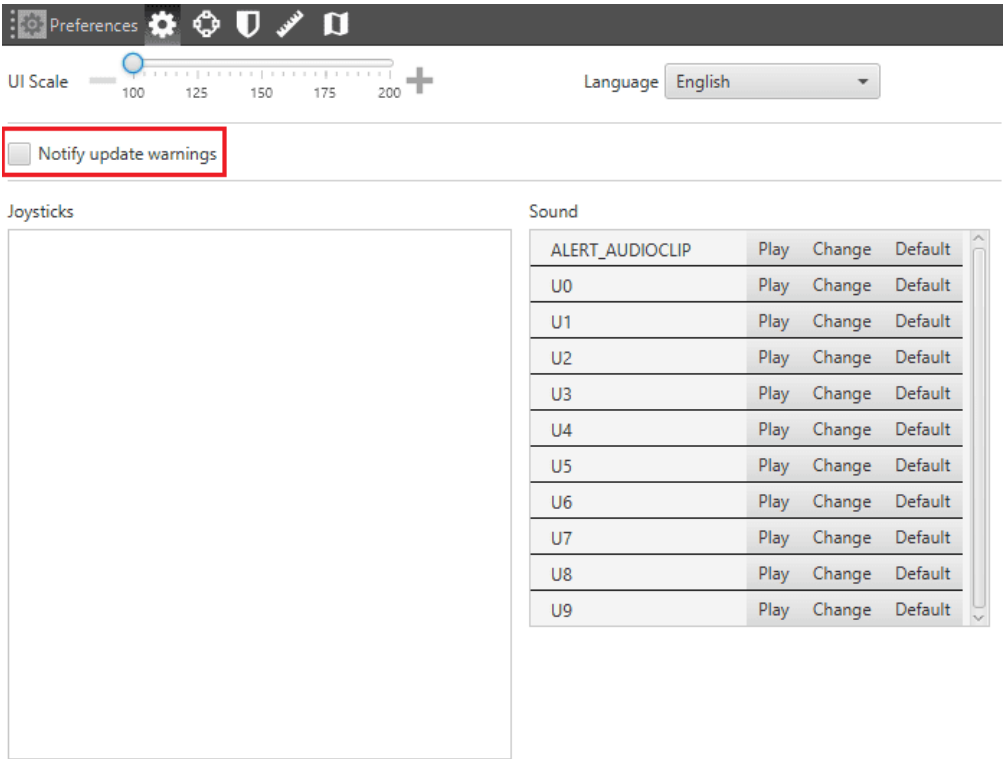 Preferences
UI Scale 100 125 150 175 200 Language English
Notify update warnings
Joysticks Sound
ALERT_AUDIOCLIP Play Change Default
U0 Play Change Default
U1 Play Change Default
U2 Play Change Default
U3 Play Change Default
U4 Play Change Default
U5 Play Change Default
U6 Play Change Default
U7 Play Change Default
U8 Play Change Default
U9 Play Change Default